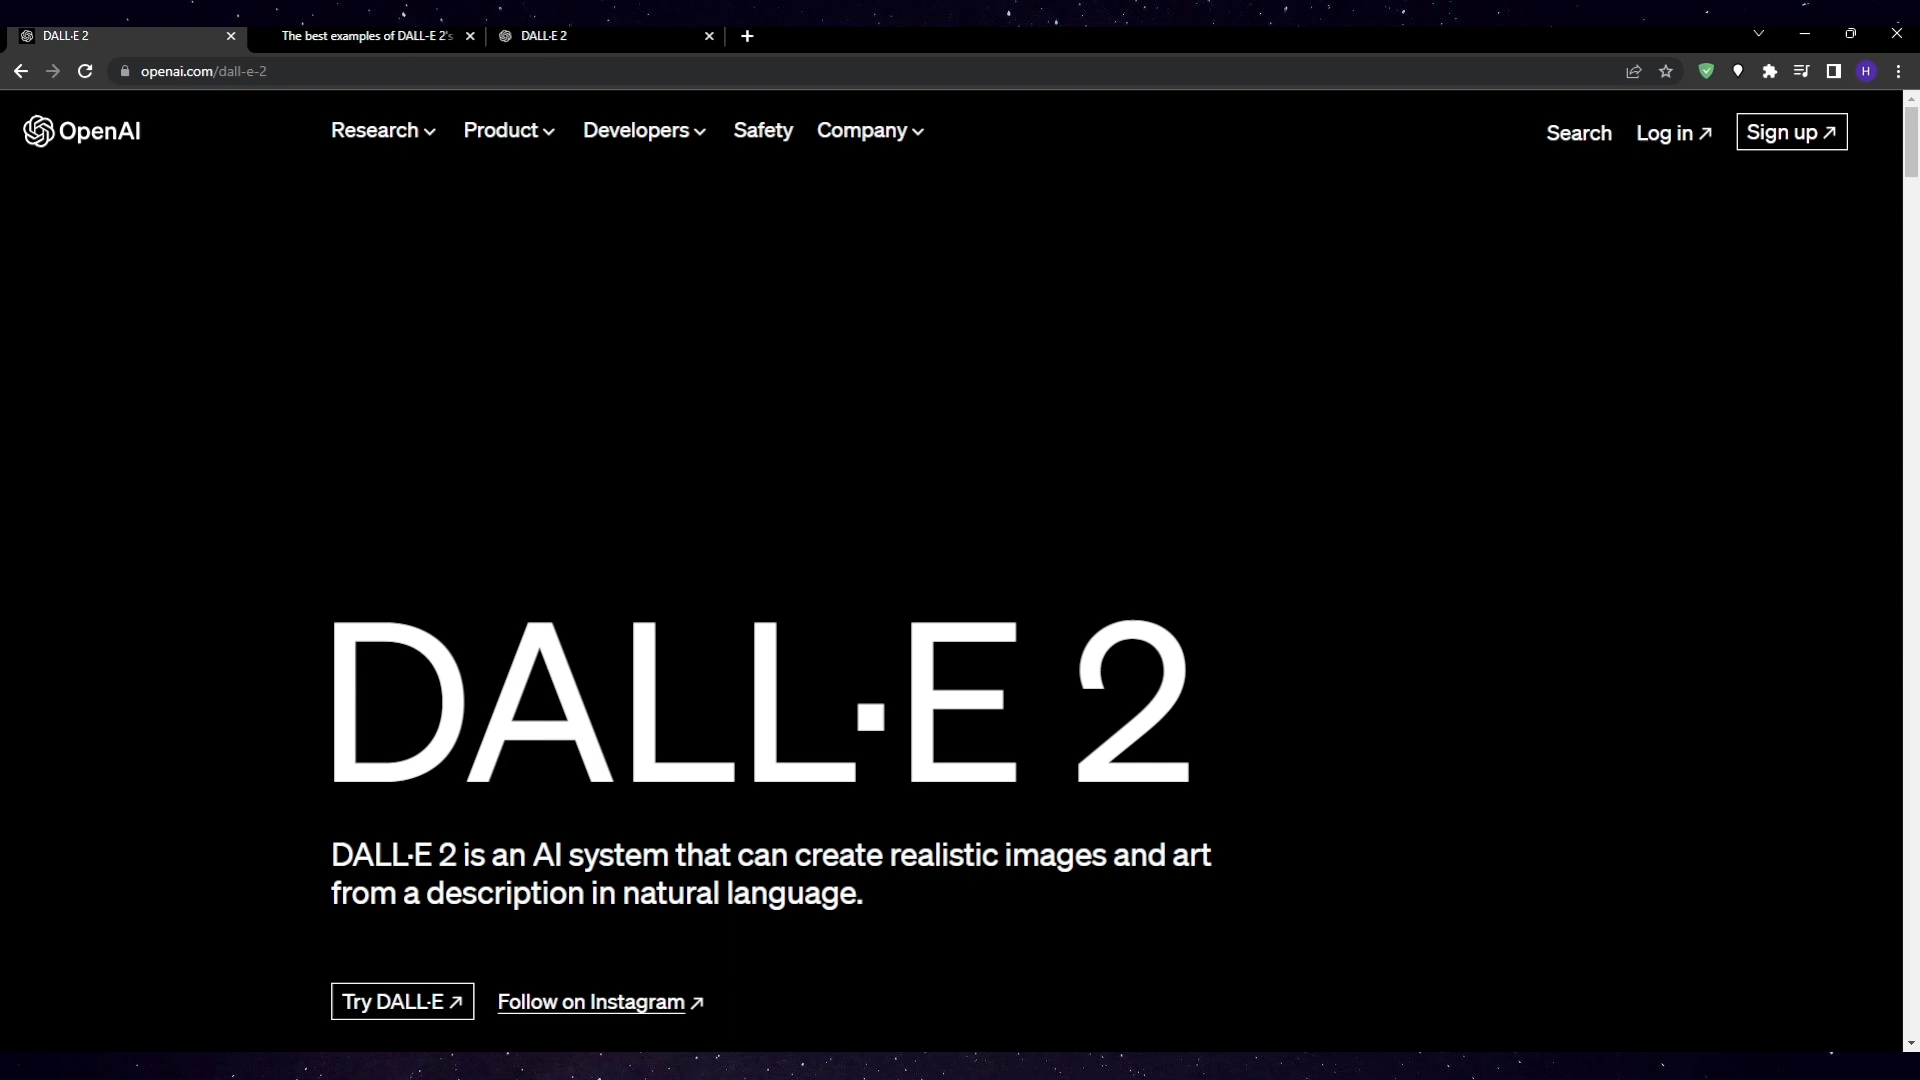 DALL·E 2
The best examples of DALL-E 2's
DALL·E 2
openai.com/dall-e-2
H
OpenAI
Research
Product
Developers
Safety
Company
Search
Log in
Sign up
DALL·E 2
DALL·E 2 is an AI system that can create realistic images and art
from a description in natural language.
Try DALL·E
Follow on Instagram